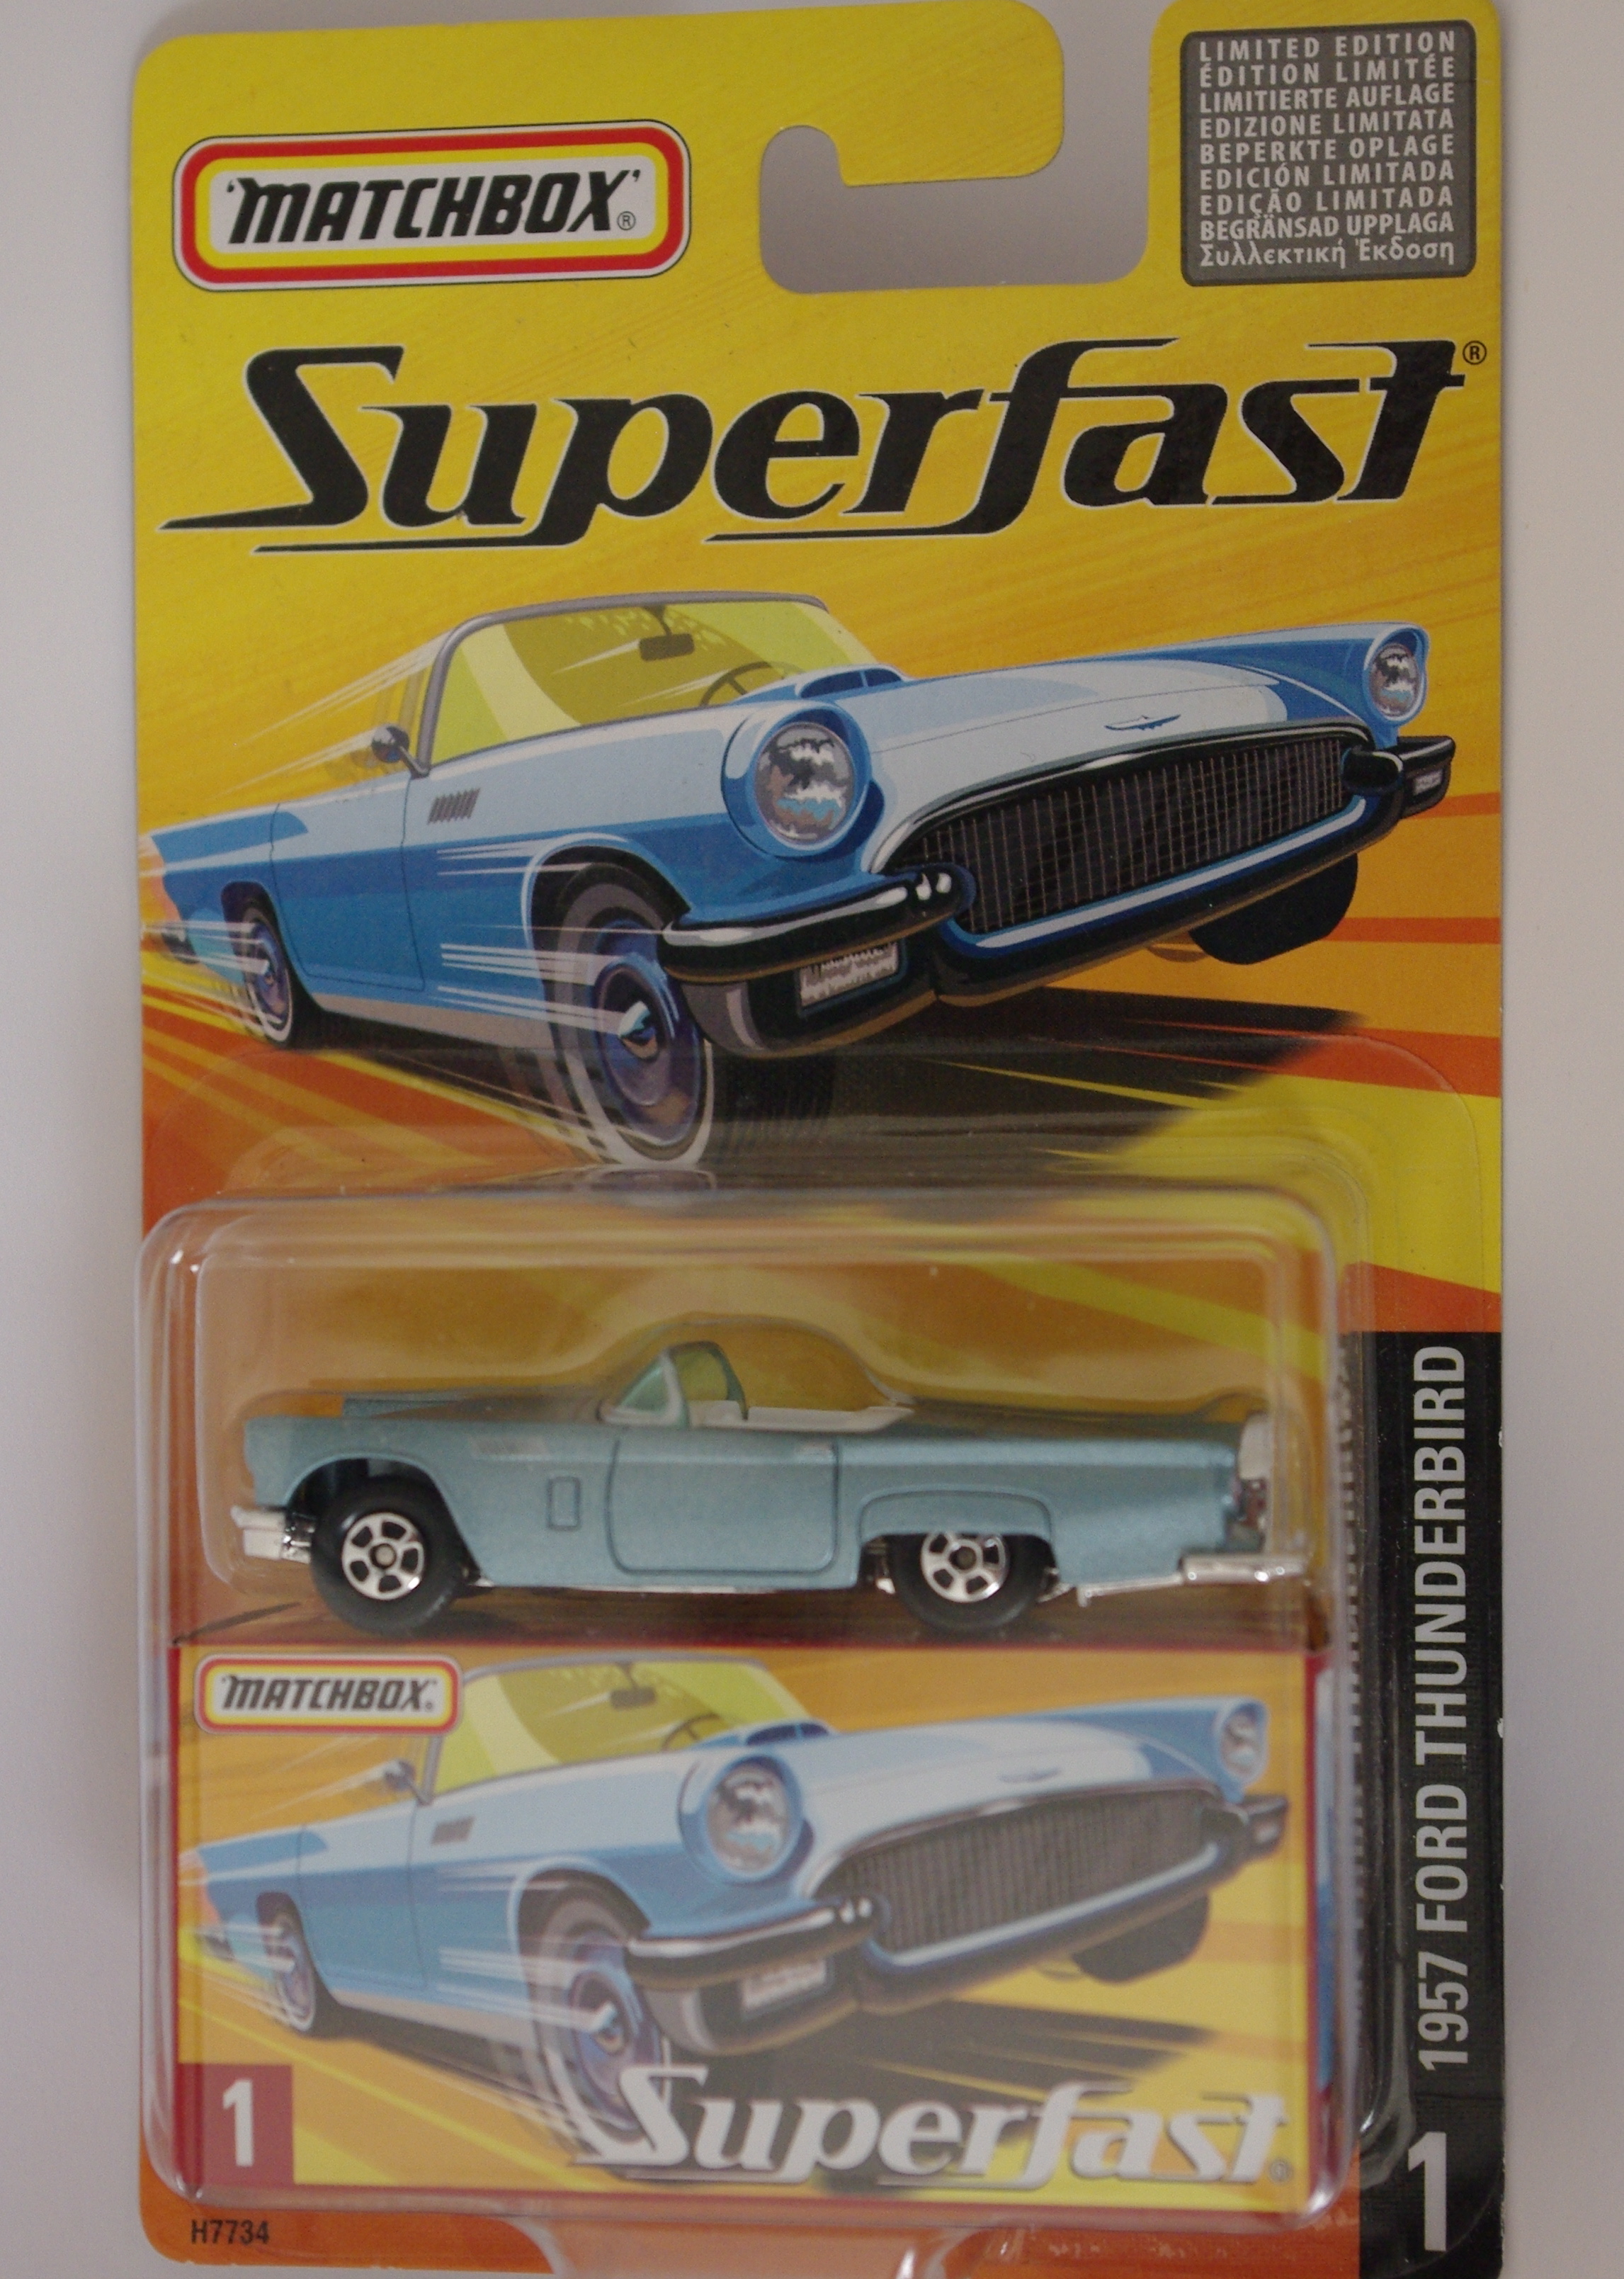 'MATCHBOX'®
LIMITED EDITION
ÉDITION LIMITÉE
LIMITIERTE AUFLAGE
EDIZIONE LIMITATA
BEPERKTE OPLAGE
EDICIÓN LIMITADA
EDIÇÃO LIMITADA
BEGRÄNSAD UPPLAGA
Συλλεκτική Έκδοση
Superfast®
1957 FORD THUNDERBIRD
1
'MATCHBOX'®
1
Superfast®
H7734